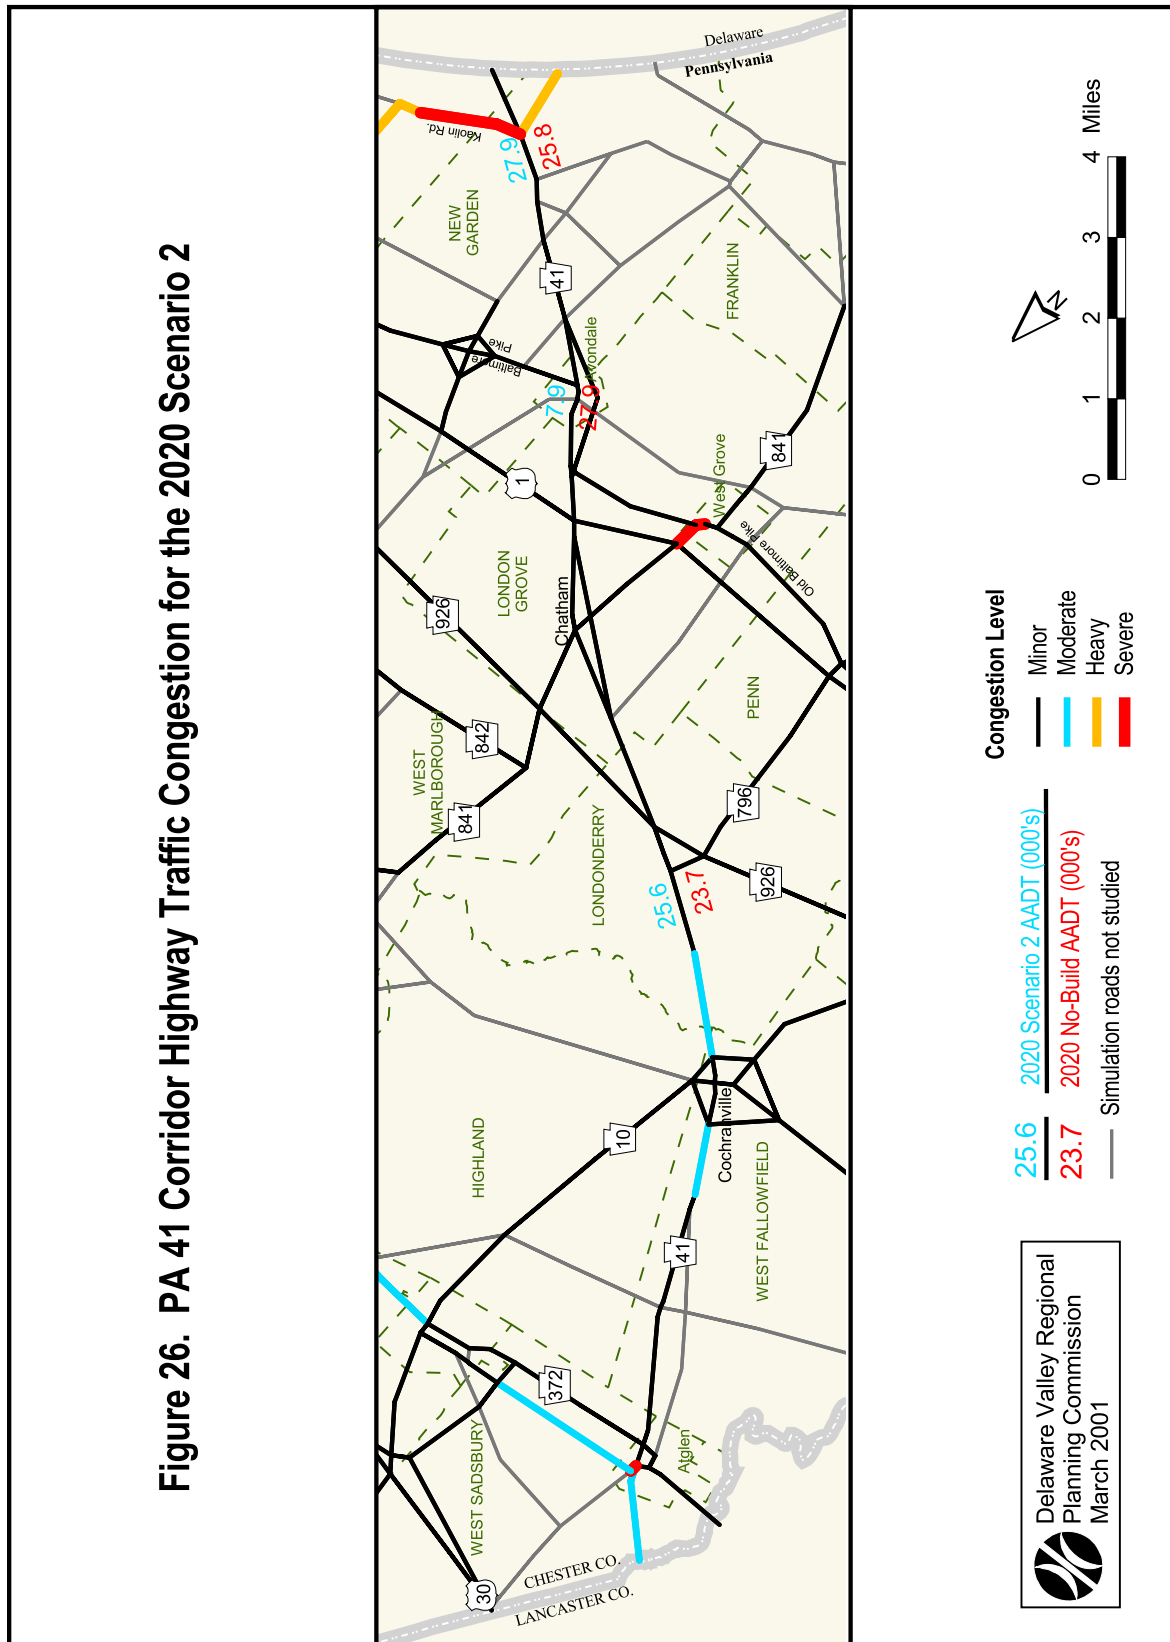 Figure 26. PA 41 Corridor Highway Traffic Congestion for the 2020 Scenario 2
30
CHESTER CO.
LANCASTER CO.
WEST SADSBURY
Atglen
372
41
HIGHLAND
10
WEST FALLOWFIELD
Cochranville
25.6
23.7
926
796
LONDONDERRY
841
WEST
MARLBOROUGH
842
PENN
926
LONDON
GROVE
Chatham
Old Baltimore Pike
West Grove
841
1
7.9
27.9
Avondale
Baltimore
Pike
41
FRANKLIN
NEW
GARDEN
27.9
25.8
Kaolin Rd.
Delaware
Pennsylvania
Delaware Valley Regional
Planning Commission
March 2001
25.6 2020 Scenario 2 AADT (000's)
23.7 2020 No-Build AADT (000's)
Simulation roads not studied
Congestion Level
Minor
Moderate
Heavy
Severe
N
0 1 2 3 4 Miles